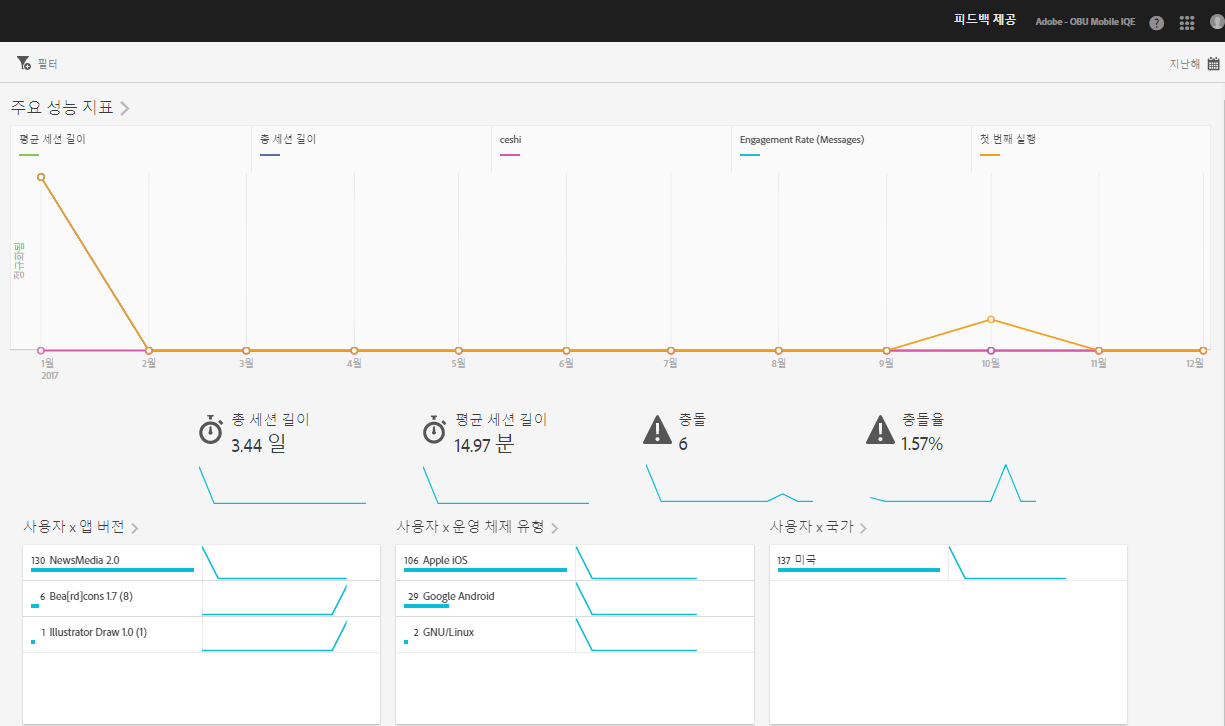 피드백 제공 Adobe - OBU Mobile IQE ?
필터 지난해
주요 성능 지표
평균 세션 길이 총 세션 길이 ceshi Engagement Rate (Messages) 첫 번째 실행
정규화됨
1월 2월 3월 4월 5월 6월 7월 8월 9월 10월 11월 12월
2017
총 세션 길이 평균 세션 길이 충돌 충돌율
3.44 일 14.97 분 6 1.57%
사용자 x 앱 버전 사용자 x 운영 체제 유형 사용자 x 국가
130 NewsMedia 2.0 106 Apple iOS 137 미국
6 Bea[rd]cons 1.7 (8) 29 Google Android
1 Illustrator Draw 1.0 (1) 2 GNU/Linux